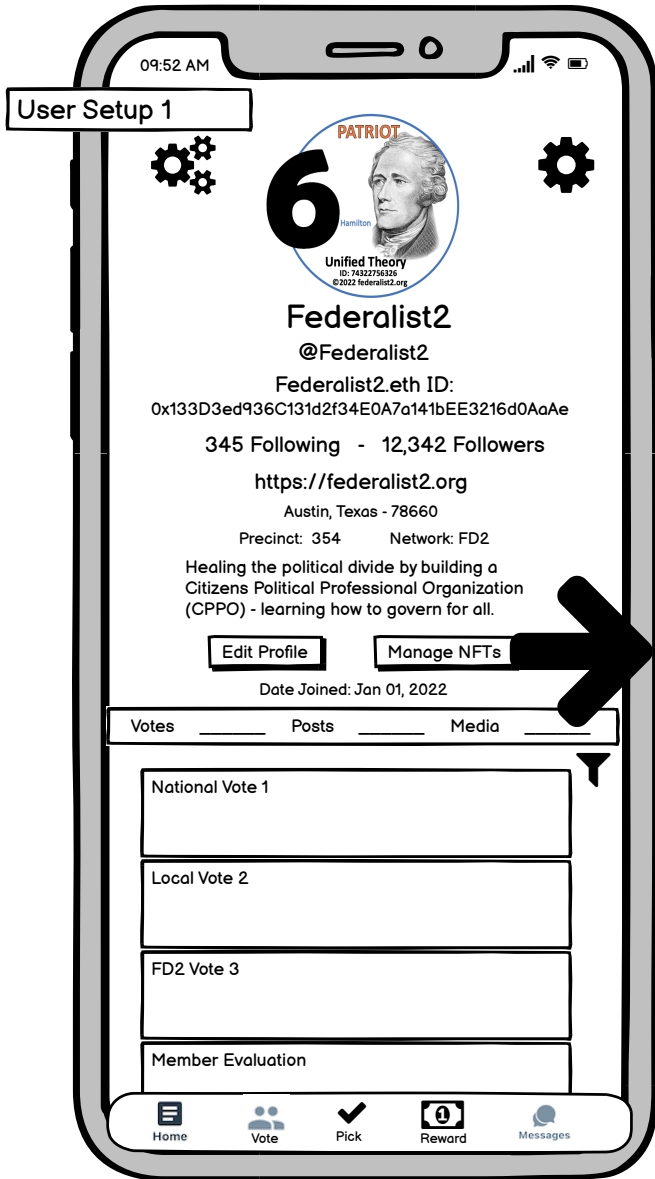 09:52 AM
User Setup 1
PATRIOT
6
Hamilton
Unified Theory
ID: 74322756326
©2022 federalist2.org
Federalist2
@Federalist2
Federalist2.eth ID:
0x133D3ed936C131d2f34E0A7a141bEE3216d0AaAe
345 Following - 12,342 Followers
https://federalist2.org
Austin, Texas - 78660
Precinct: 354 Network: FD2
Healing the political divide by building a
Citizens Political Professional Organization
(CPPO) - learning how to govern for all.
Edit Profile Manage NFTs
Date Joined: Jan 01, 2022
Votes ______ Posts ______ Media ______
National Vote 1
Local Vote 2
FD2 Vote 3
Member Evaluation
1
Home Vote Pick Reward Messages